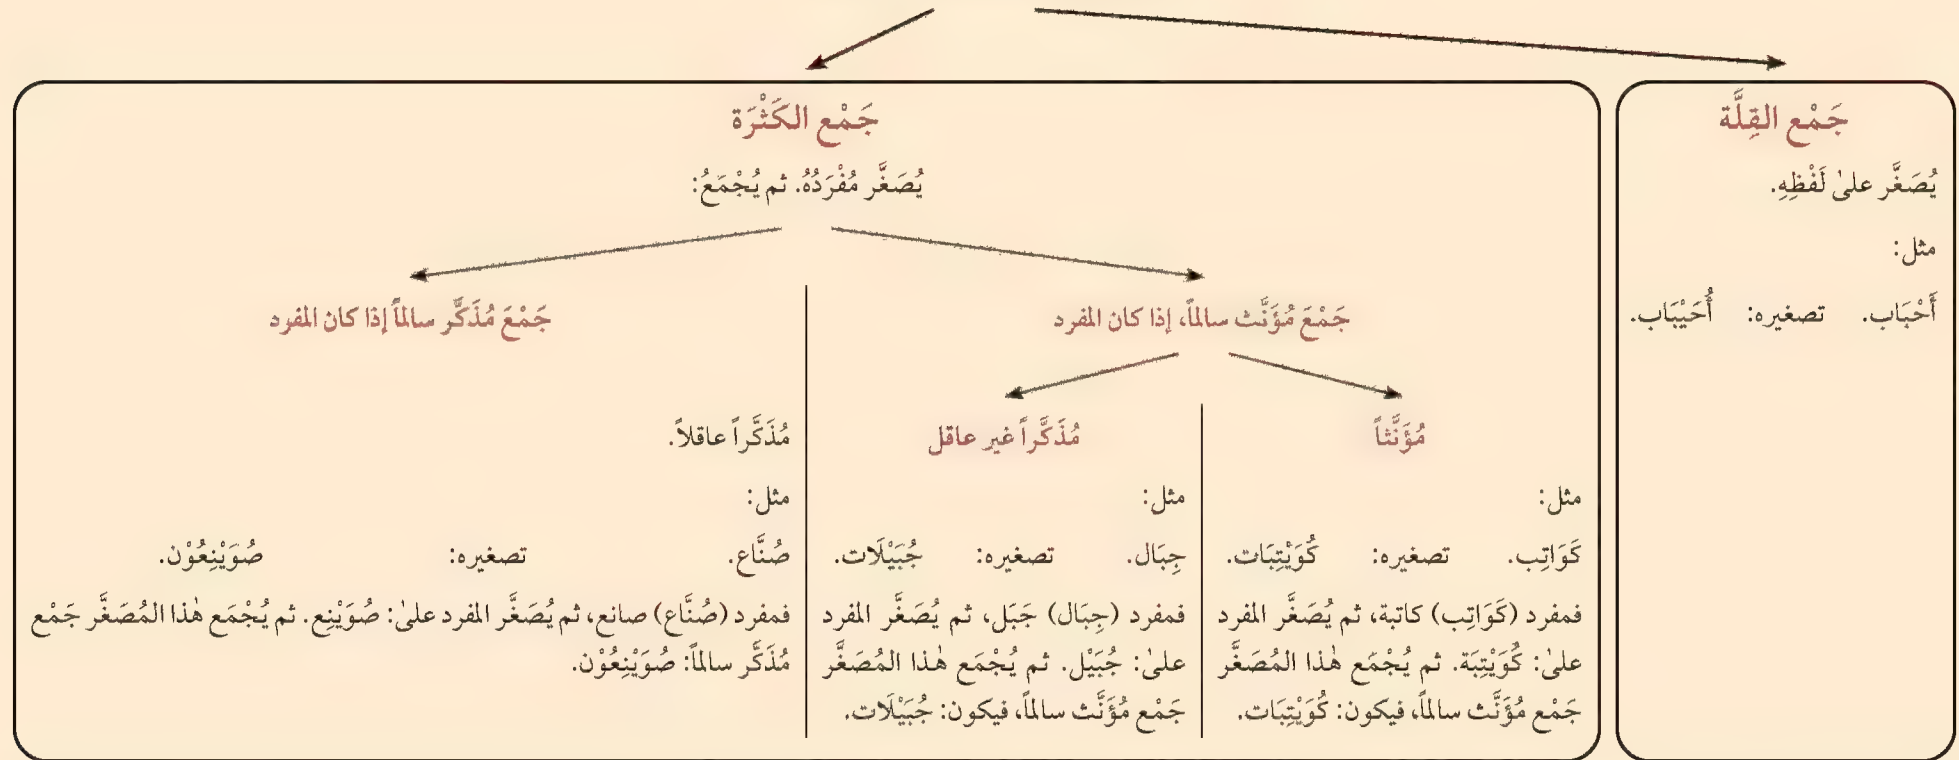 جَمْع القِلَّة
يُصَغَّر علىٰ لَفْظِهِ.
مثل:
أَحْبَاب. تصغيره: أُحَيْبَاب.
جَمْع الكَثْرَة
يُصَغَّر مُفْرَدُهُ. ثم يُجْمَعُ:
جَمْعَ مُؤَنَّث سالماً، إذا كان المفرد
مُؤَنَّثاً
مثل:
كَوَاتِب. تصغيره: كُوَيْتِبَات.
فمفرد (كَوَاتِب) كاتبة، ثم يُصَغَّر المفرد
علىٰ: كُوَيْتِبَة. ثم يُجْمَع هٰذا المُصَغَّر
جَمْع مُؤَنَّث سالماً، فيكون: كُوَيْتِبَات.
مُذَكَّراً غير عاقل
مثل:
جِبَال. تصغيره: جُبَيْلَات.
فمفرد (جِبَال) جَبَل، ثم يُصَغَّر المفرد
علىٰ: جُبَيْل. ثم يُجْمَع هٰذا المُصَغَّر
جَمْع مُؤَنَّث سالماً، فيكون: جُبَيْلَات.
جَمْعَ مُذَكَّر سالماً إذا كان المفرد
مُذَكَّراً عاقلاً.
مثل:
صُنَّاع. تصغيره: صُوَيْنِعُوْن.
فمفرد (صُنَّاع) صانع، ثم يُصَغَّر المفرد علىٰ: صُوَيْنِع. ثم يُجْمَع هٰذا المُصَغَّر جَمْع
مُذَكَّر سالماً: صُوَيْنِعُوْن.